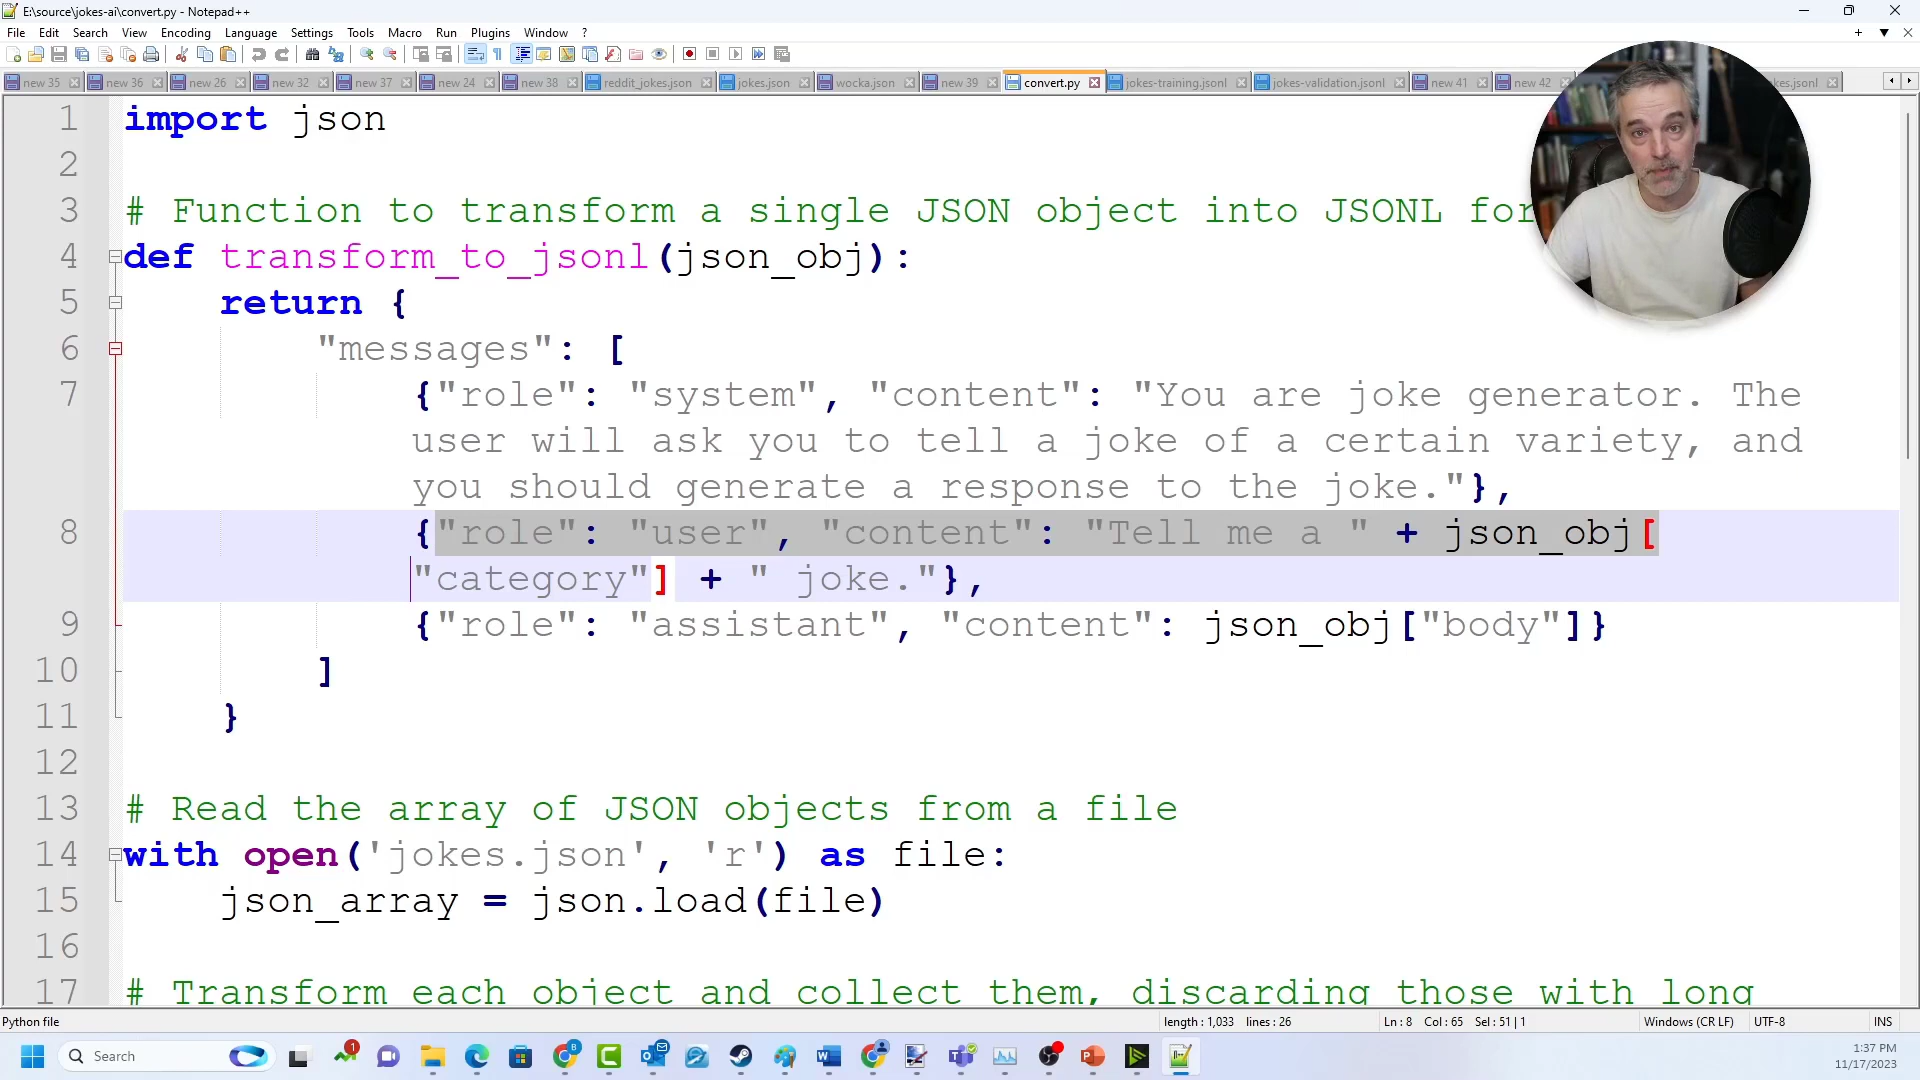 E:\source\jokes-ai\convert.py - Notepad++
File Edit Search View Encoding Language Settings Tools Macro Run Plugins Window ?
new 35 new 36 new 26 new 32 new 37 new 24 new 38 reddit_jokes.json jokes.json wocka.json new 39 convert.py jokes-training.jsonl jokes-validation.jsonl new 41 new 42 kes.jsonl
1 import json
2
3 # Function to transform a single JSON object into JSONL for
4 def transform_to_jsonl(json_obj):
5 return {
6 "messages": [
7 {"role": "system", "content": "You are joke generator. The
user will ask you to tell a joke of a certain variety, and
you should generate a response to the joke."},
8 {"role": "user", "content": "Tell me a " + json_obj[
"category"] + " joke."},
9 {"role": "assistant", "content": json_obj["body"]}
10 ]
11 }
12
13 # Read the array of JSON objects from a file
14 with open('jokes.json', 'r') as file:
15 json_array = json.load(file)
16
17 # Transform each object and collect them, discarding those with long
Python file length : 1,033 lines : 26 Ln : 8 Col : 65 Sel : 51 | 1 Windows (CR LF) UTF-8 INS
Search 1:37 PM
11/17/2023